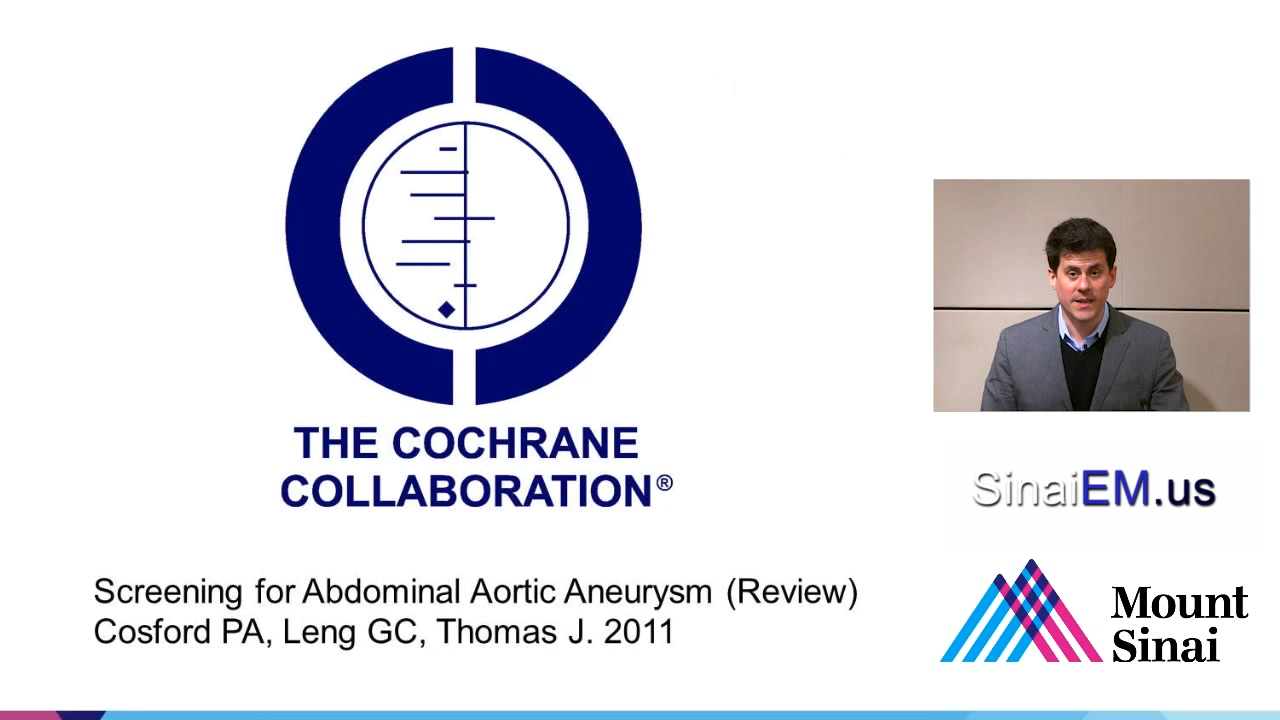 THE COCHRANE
COLLABORATION®
Screening for Abdominal Aortic Aneurysm (Review)
Cosford PA, Leng GC, Thomas J. 2011
SinaiEM.us
Mount
Sinai